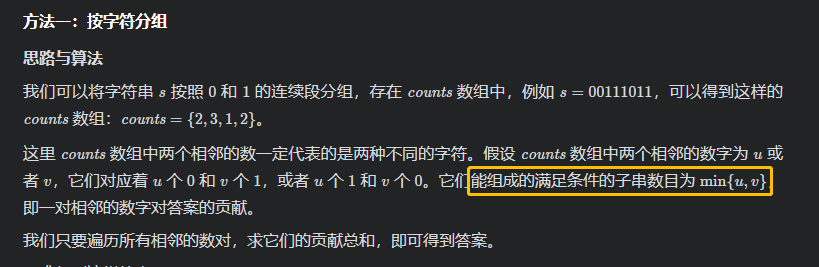 方法一：按字符分组
思路与算法
我们可以将字符串 s 按照 0 和 1 的连续段分组，存在 counts 数组中，例如 s = 00111011，可以得到这样的
counts 数组：counts = {2, 3, 1, 2}。
这里 counts 数组中两个相邻的数一定代表的是两种不同的字符。假设 counts 数组中两个相邻的数字为 u 或
者 v，它们对应着 u 个 0 和 v 个 1，或者 u 个 1 和 v 个 0。它们能组成的满足条件的子串数目为 min{u, v}
即一对相邻的数字对答案的贡献。
我们只要遍历所有相邻的数对，求它们的贡献总和，即可得到答案。